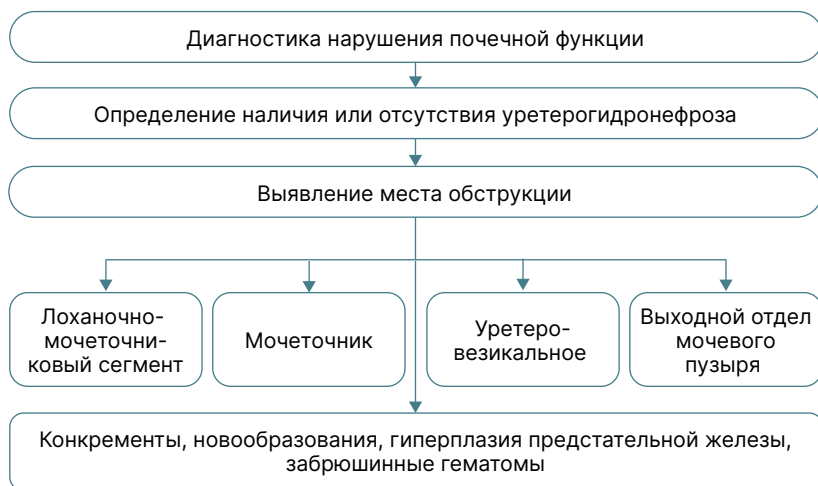 Диагностика нарушения почечной функции
Определение наличия или отсутствия уретерогидронефроза
Выявление места обструкции
Лоханочно-
мочеточни-
ковый сегмент
Мочеточник
Уретеро-
везикальное
Выходной отдел
мочевого
пузыря
Конкременты, новообразования, гиперплазия предстательной железы,
забрюшинные гематомы